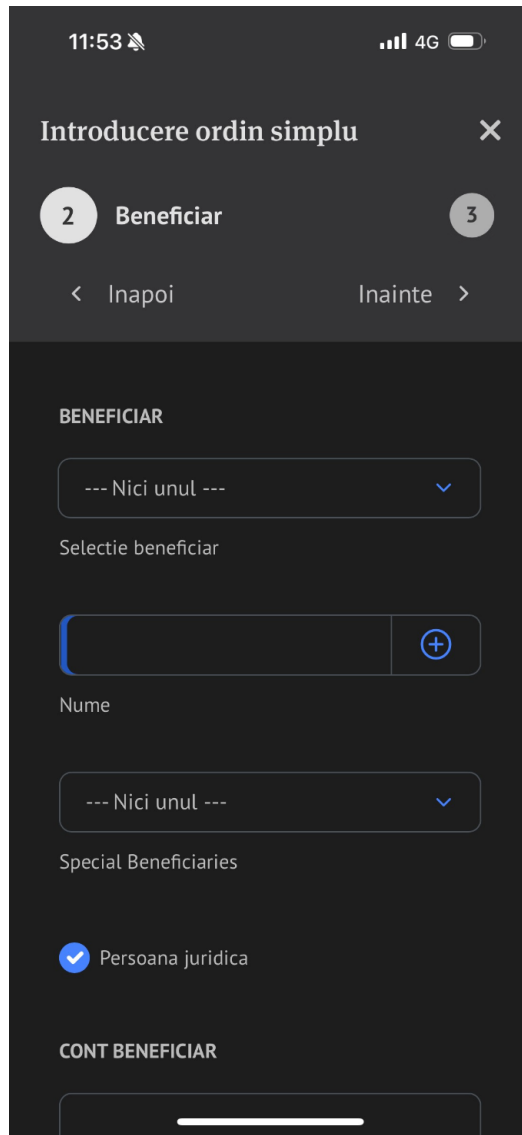 11:53
4G
Introducere ordin simplu
2 Beneficiar 3
Inapoi Inainte
BENEFICIAR
--- Nici unul ---
Selectie beneficiar
Nume
--- Nici unul ---
Special Beneficiaries
Persoana juridica
CONT BENEFICIAR